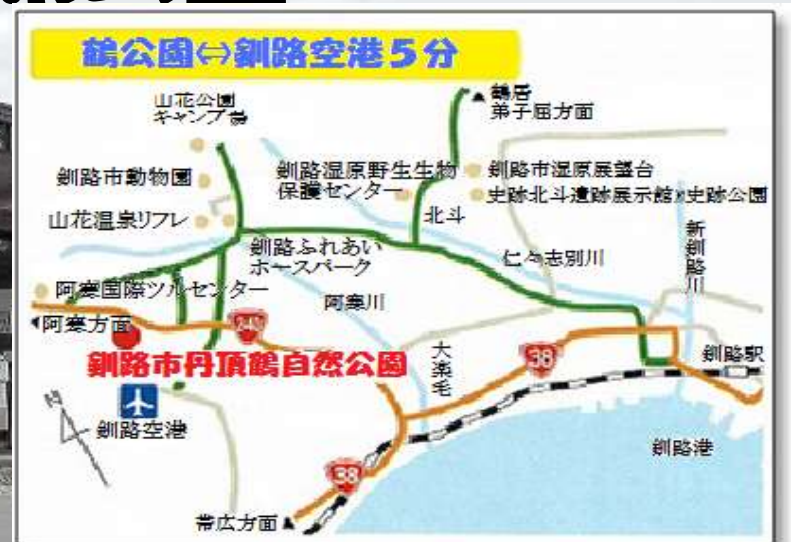 鶴公園⇔釧路空港5分
山花公園
キャンプ場
▲鶴居
弟子屈方面
釧路市動物園
釧路湿原野生生物
保護センター
釧路市湿原展望台
史跡北斗遺跡展示館・史跡公園
山花温泉リフレ
北斗
釧路ふれあい
ホースパーク
仁々志別川
新釧路川
阿寒国際ツルセンター
阿寒川
◀阿寒方面
240
釧路市丹頂鶴自然公園
大楽毛
38
釧路駅
釧路空港
N
釧路港
38
帯広方面▲